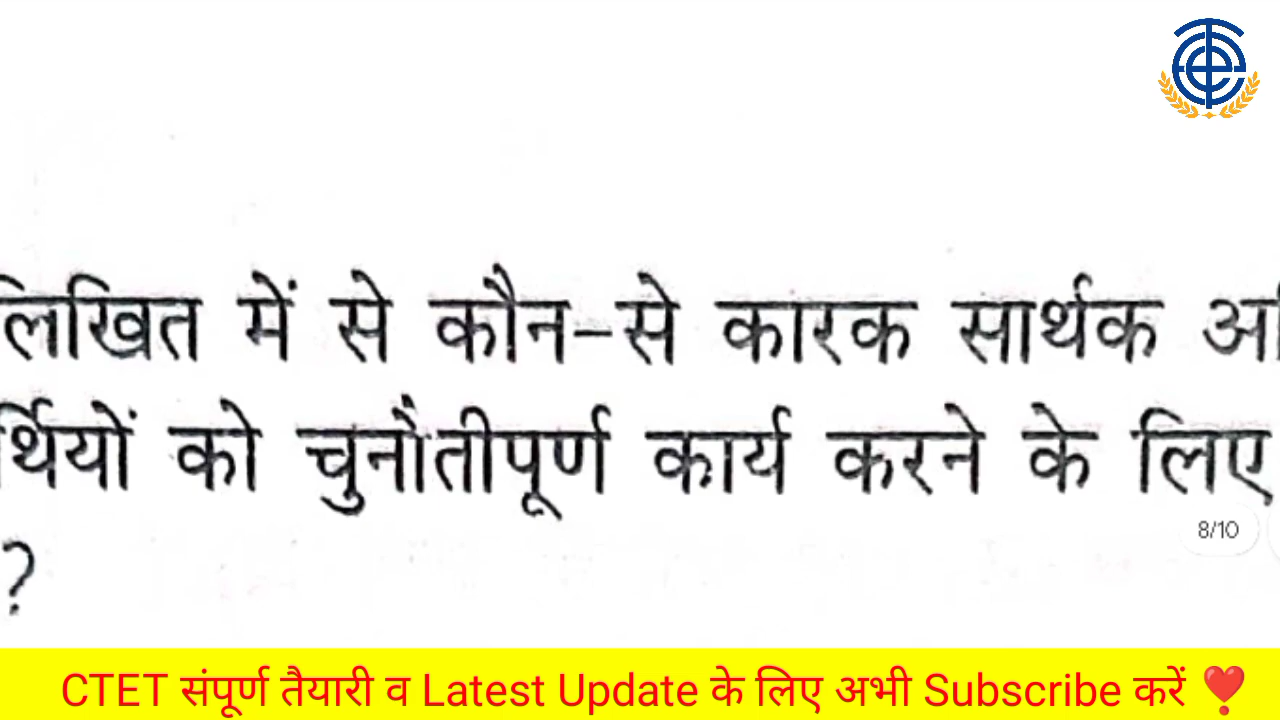 लिखित में से कौन-से कारक सार्थक
र्थियों को चुनौतीपूर्ण कार्य करने के लिए
?
8/10
CTET संपूर्ण तैयारी व Latest Update के लिए अभी Subscribe करें